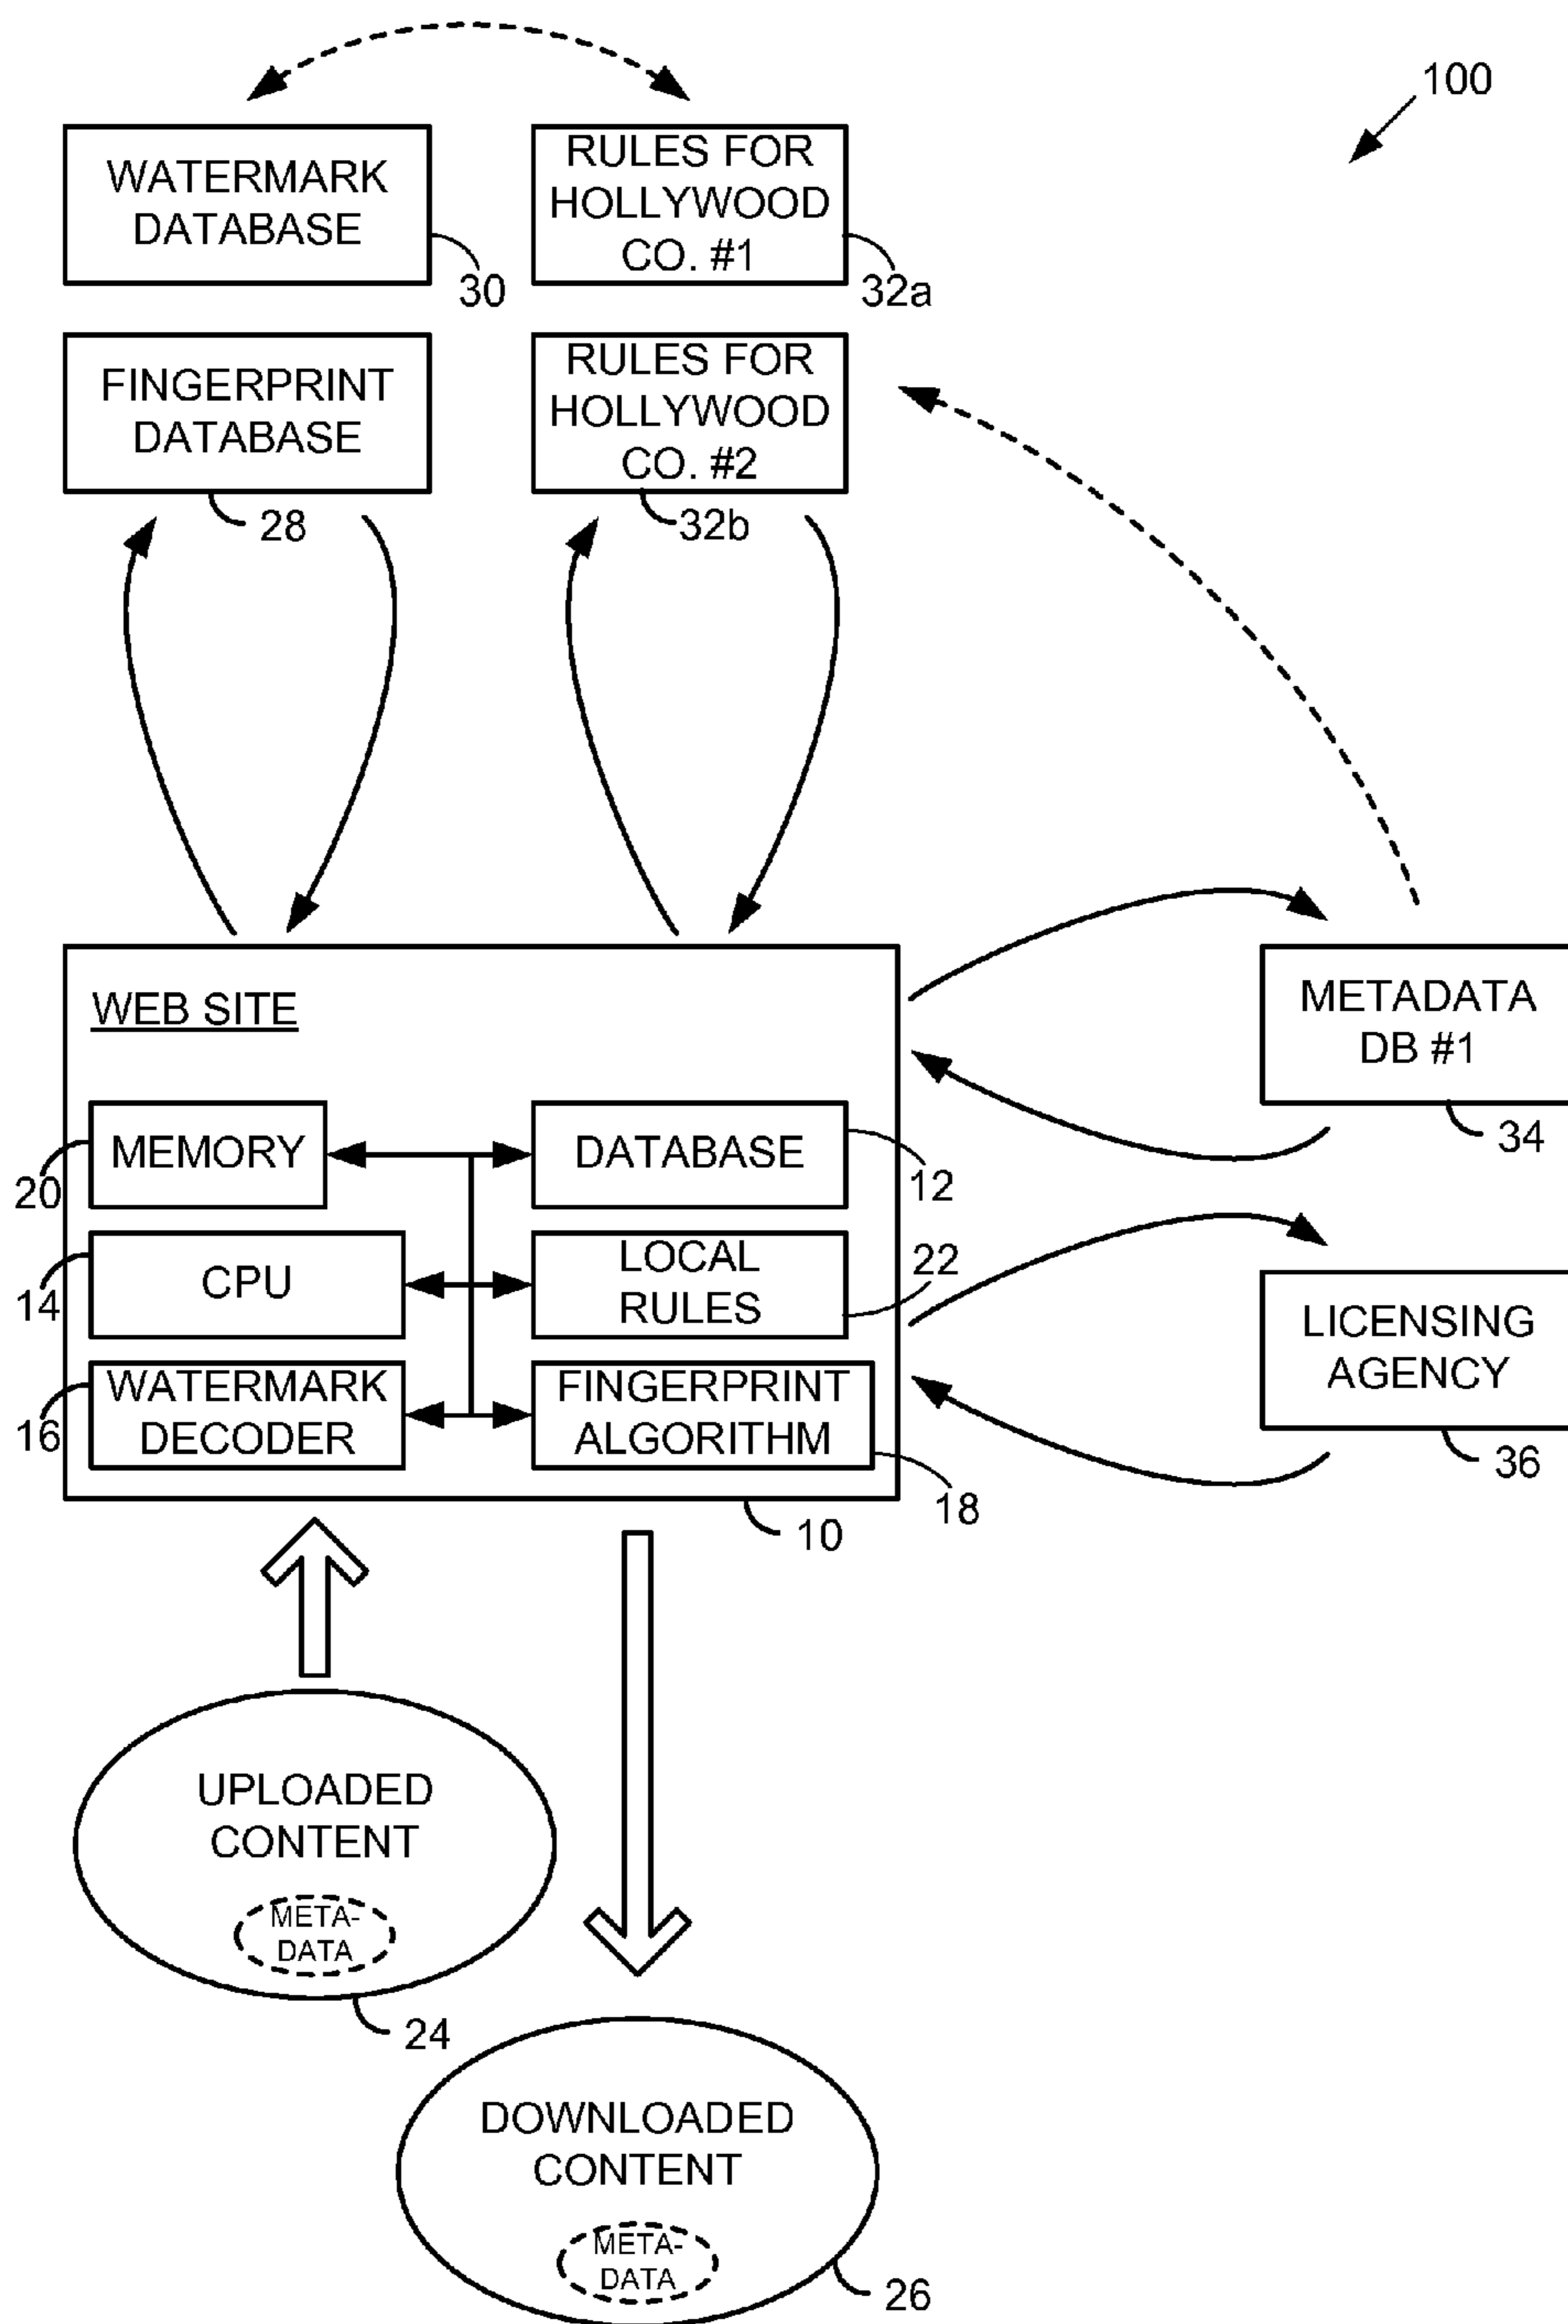 100
WATERMARK
DATABASE
30
RULES FOR
HOLLYWOOD
CO. #1
32a
FINGERPRINT
DATABASE
28
RULES FOR
HOLLYWOOD
CO. #2
32b
WEB SITE
MEMORY
20
DATABASE
12
CPU
14
LOCAL
RULES
22
WATERMARK
DECODER
16
FINGERPRINT
ALGORITHM
18
10
METADATA
DB #1
34
LICENSING
AGENCY
36
UPLOADED
CONTENT
META-
DATA
24
DOWNLOADED
CONTENT
META-
DATA
26